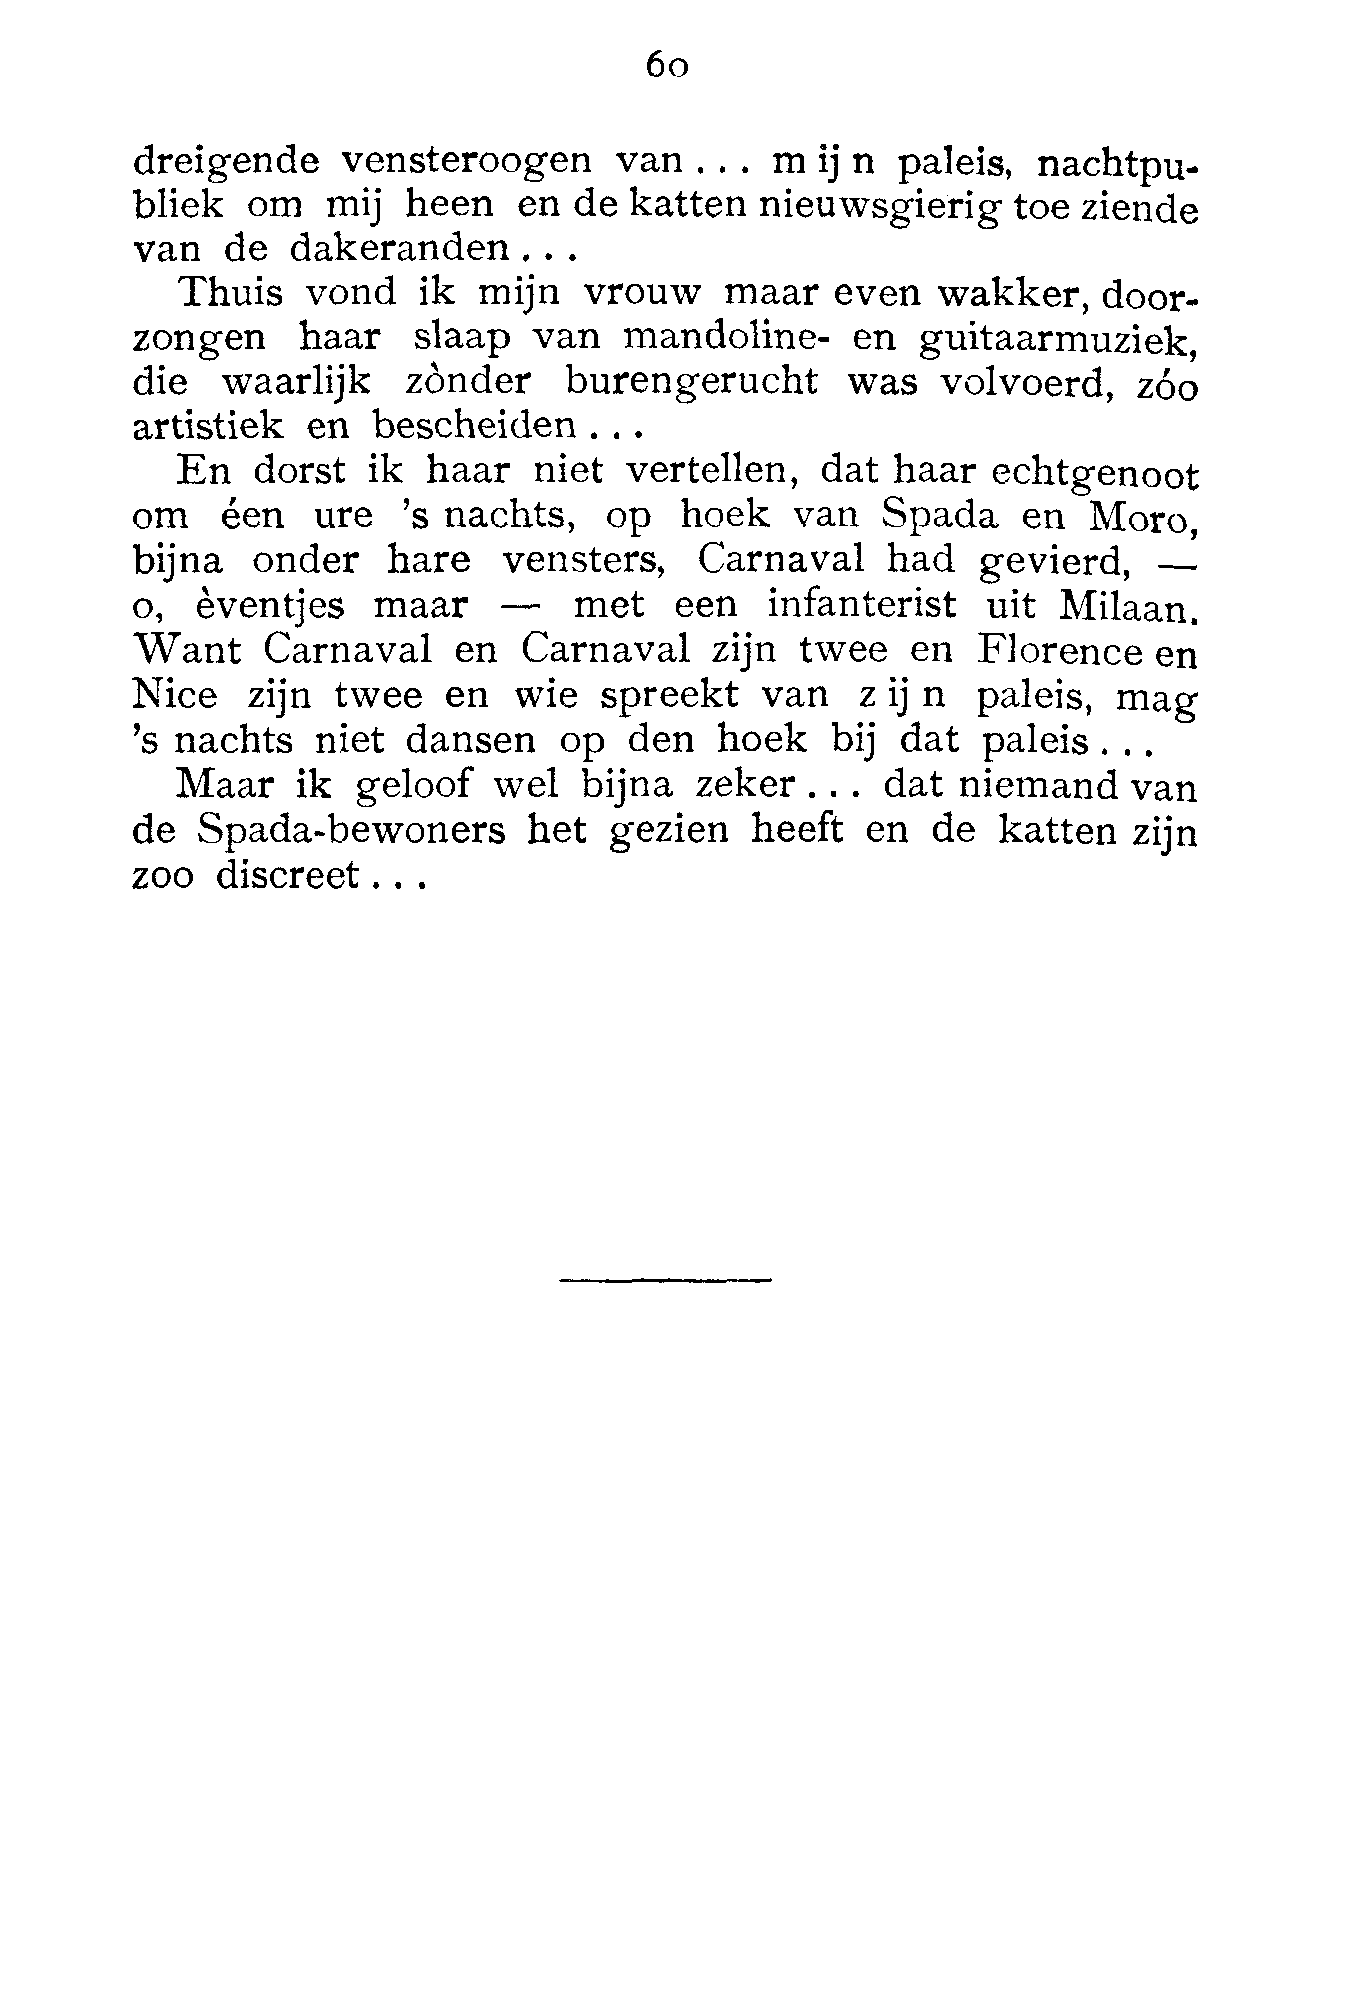 60
dreigende vensteroogen van . . . m ij n paleis, nachtpu-
bliek om mij heen en de katten nieuwsgierig toe ziende
van de dakeranden . . .
Thuis vond ik mijn vrouw maar even wakker, door-
zongen haar slaap van mandoline- en guitaarmuziek,
die waarlijk zònder burengerucht was volvoerd, zóo
artistiek en bescheiden . . .
En dorst ik haar niet vertellen, dat haar echtgenoot
om éen ure 's nachts, op hoek van Spada en Moro,
bijna onder hare vensters, Carnaval had gevierd, —
o, èventjes maar — met een infanterist uit Milaan.
Want Carnaval en Carnaval zijn twee en Florence en
Nice zijn twee en wie spreekt van z ij n paleis, mag
's nachts niet dansen op den hoek bij dat paleis . . .
Maar ik geloof wel bijna zeker . . . dat niemand van
de Spada-bewoners het gezien heeft en de katten zijn
zoo discreet . . .